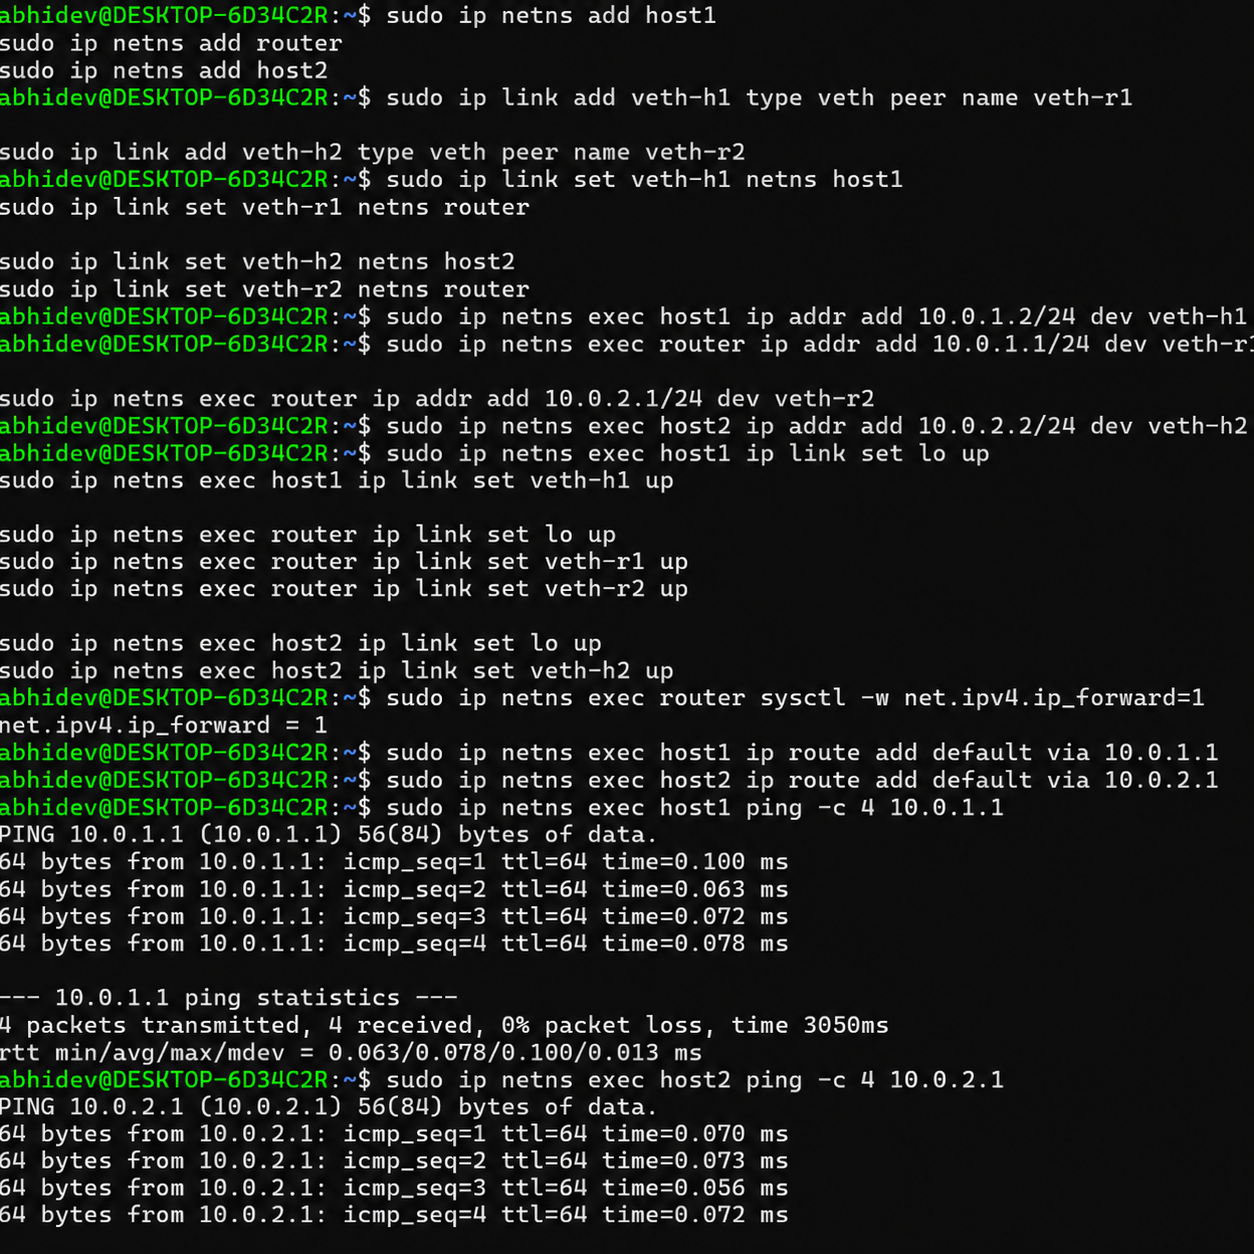 abhidev@DESKTOP-6D34C2R:~$ sudo ip netns add host1
sudo ip netns add router
sudo ip netns add host2
abhidev@DESKTOP-6D34C2R:~$ sudo ip link add veth-h1 type veth peer name veth-r1
sudo ip link add veth-h2 type veth peer name veth-r2
abhidev@DESKTOP-6D34C2R:~$ sudo ip link set veth-h1 netns host1
sudo ip link set veth-r1 netns router
sudo ip link set veth-h2 netns host2
sudo ip link set veth-r2 netns router
abhidev@DESKTOP-6D34C2R:~$ sudo ip netns exec host1 ip addr add 10.0.1.2/24 dev veth-h1
abhidev@DESKTOP-6D34C2R:~$ sudo ip netns exec router ip addr add 10.0.1.1/24 dev veth-r1
sudo ip netns exec router ip addr add 10.0.2.1/24 dev veth-r2
abhidev@DESKTOP-6D34C2R:~$ sudo ip netns exec host2 ip addr add 10.0.2.2/24 dev veth-h2
abhidev@DESKTOP-6D34C2R:~$ sudo ip netns exec host1 ip link set lo up
sudo ip netns exec host1 ip link set veth-h1 up
sudo ip netns exec router ip link set lo up
sudo ip netns exec router ip link set veth-r1 up
sudo ip netns exec router ip link set veth-r2 up
sudo ip netns exec host2 ip link set lo up
sudo ip netns exec host2 ip link set veth-h2 up
abhidev@DESKTOP-6D34C2R:~$ sudo ip netns exec router sysctl -w net.ipv4.ip_forward=1
net.ipv4.ip_forward = 1
abhidev@DESKTOP-6D34C2R:~$ sudo ip netns exec host1 ip route add default via 10.0.1.1
abhidev@DESKTOP-6D34C2R:~$ sudo ip netns exec host2 ip route add default via 10.0.2.1
abhidev@DESKTOP-6D34C2R:~$ sudo ip netns exec host1 ping -c 4 10.0.1.1
PING 10.0.1.1 (10.0.1.1) 56(84) bytes of data.
64 bytes from 10.0.1.1: icmp_seq=1 ttl=64 time=0.100 ms
64 bytes from 10.0.1.1: icmp_seq=2 ttl=64 time=0.063 ms
64 bytes from 10.0.1.1: icmp_seq=3 ttl=64 time=0.072 ms
64 bytes from 10.0.1.1: icmp_seq=4 ttl=64 time=0.078 ms
--- 10.0.1.1 ping statistics ---
4 packets transmitted, 4 received, 0% packet loss, time 3050ms
rtt min/avg/max/mdev = 0.063/0.078/0.100/0.013 ms
abhidev@DESKTOP-6D34C2R:~$ sudo ip netns exec host2 ping -c 4 10.0.2.1
PING 10.0.2.1 (10.0.2.1) 56(84) bytes of data.
64 bytes from 10.0.2.1: icmp_seq=1 ttl=64 time=0.070 ms
64 bytes from 10.0.2.1: icmp_seq=2 ttl=64 time=0.073 ms
64 bytes from 10.0.2.1: icmp_seq=3 ttl=64 time=0.056 ms
64 bytes from 10.0.2.1: icmp_seq=4 ttl=64 time=0.072 ms